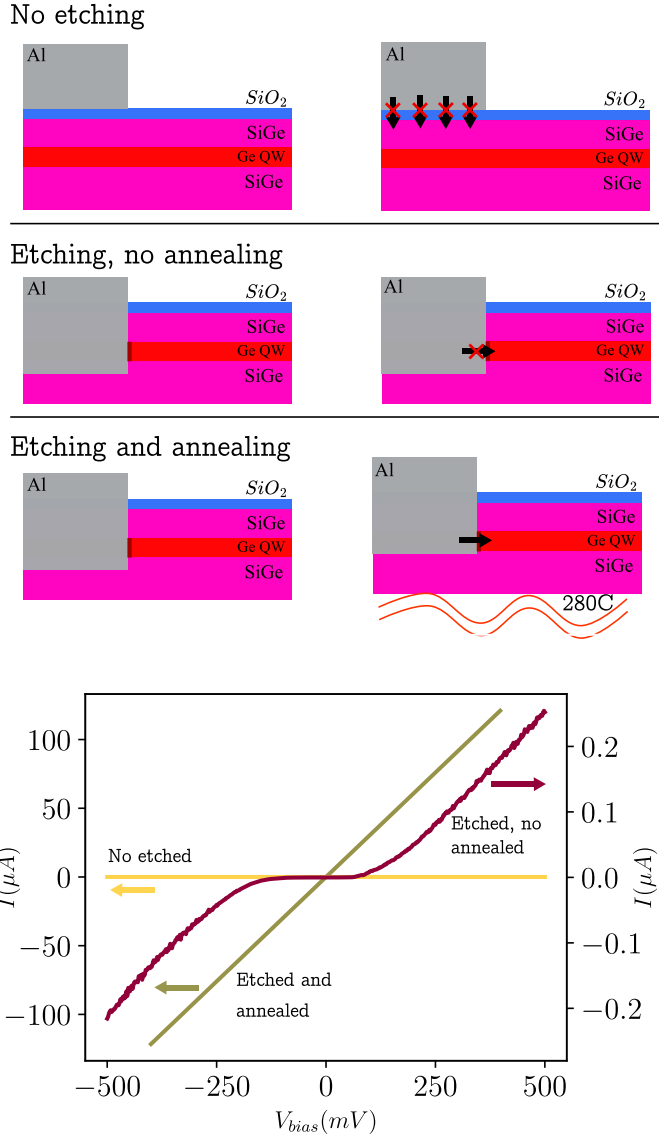 No etching
Al
SiO2
SiGe
Ge QW
SiGe
Al
SiO2
SiGe
Ge QW
SiGe
Etching, no annealing
Al
SiO2
SiGe
Ge QW
SiGe
Al
SiO2
SiGe
Ge QW
SiGe
Etching and annealing
Al
SiO2
SiGe
Ge QW
SiGe
Al
SiO2
SiGe
Ge QW
SiGe
280C
100
50
0
−50
−100
I(μA)
0.2
0.1
0.0
−0.1
−0.2
I(μA)
No etched
Etched, no
annealed
Etched and
annealed
−500
−250
0
250
500
Vbias(mV)